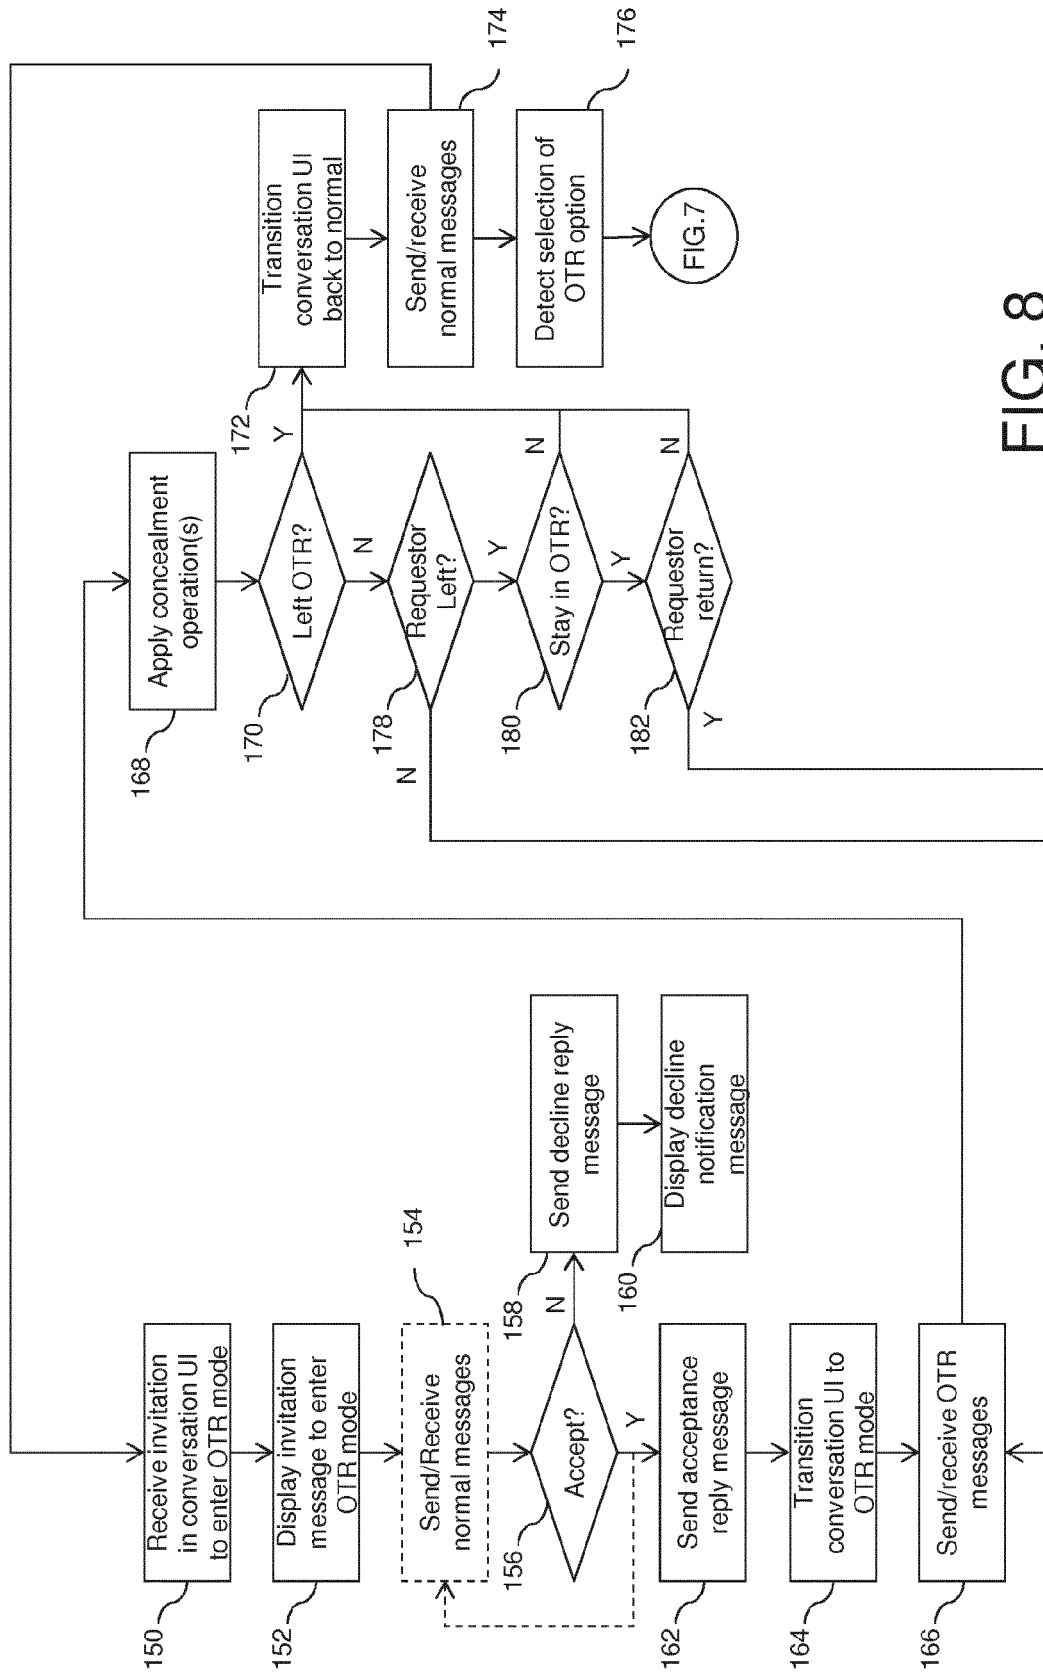 150
Receive invitation
in conversation UI
to enter OTR mode
152
Display invitation
message to enter
OTR mode
154
Send/Receive
normal messages
156
Accept?
N
Y
158
Send decline reply
message
160
Display decline
notification
message
162
Send acceptance
reply message
164
Transition
conversation UI to
OTR mode
166
Send/receive OTR
messages
168
Apply concealment
operation(s)
170
Left OTR?
Y
N
172
Transition
conversation UI
back to normal
174
Send/receive
normal messages
176
Detect selection of
OTR option
FIG.7
178
Requestor
Left?
N
Y
180
Stay in OTR?
N
Y
182
Requestor
return?
N
Y
FIG. 8